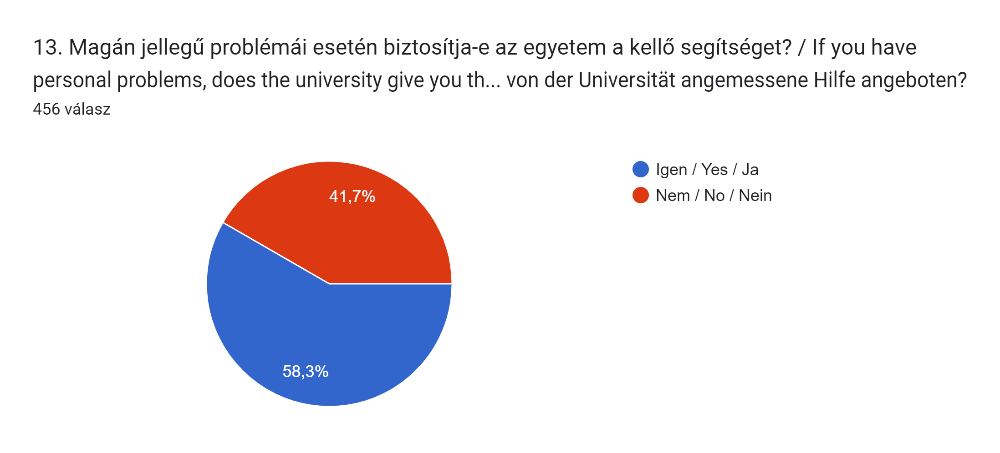 13. Magán jellegű problémái esetén biztosítja-e az egyetem a kellő segítséget? / If you have
personal problems, does the university give you th... von der Universität angemessene Hilfe angeboten?
456 válasz
Igen / Yes / Ja
Nem / No / Nein
41,7%
58,3%